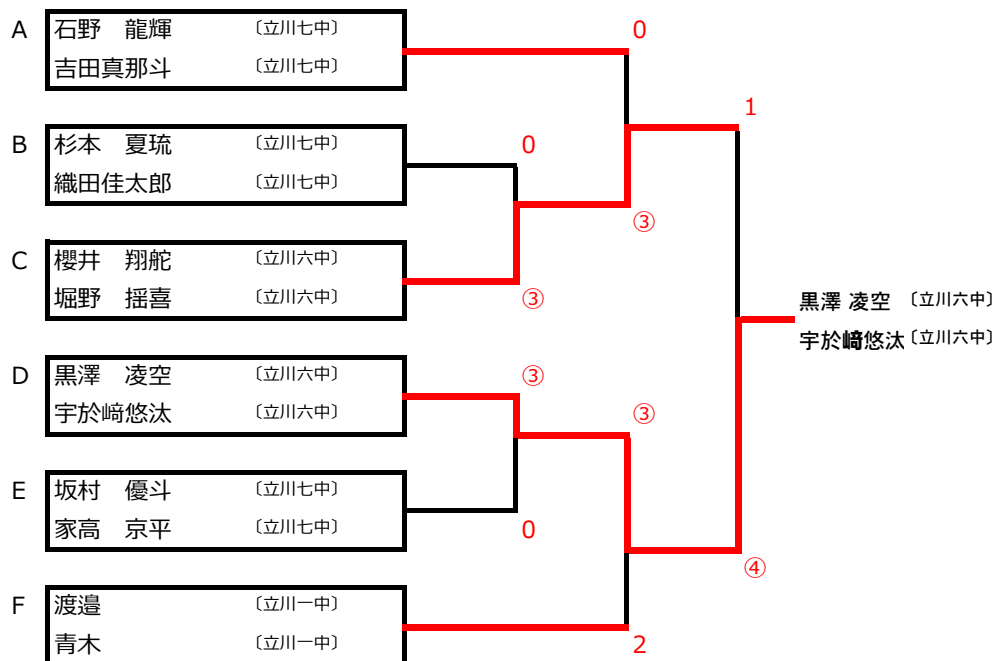 A 石野　龍輝 〔立川七中〕 0
吉田真那斗 〔立川七中〕
1
B 杉本　夏琉 〔立川七中〕 0
織田佳太郎 〔立川七中〕
③
C 櫻井　翔舵 〔立川六中〕
堀野　揺喜 〔立川六中〕 ③
黒澤 凌空 〔立川六中〕
宇於﨑悠汰 〔立川六中〕
D 黒澤　凌空 〔立川六中〕 ③
宇於﨑悠汰 〔立川六中〕 ③
E 坂村　優斗 〔立川七中〕
家高　京平 〔立川七中〕 0
④
F 渡邉 〔立川一中〕
青木 〔立川一中〕 2